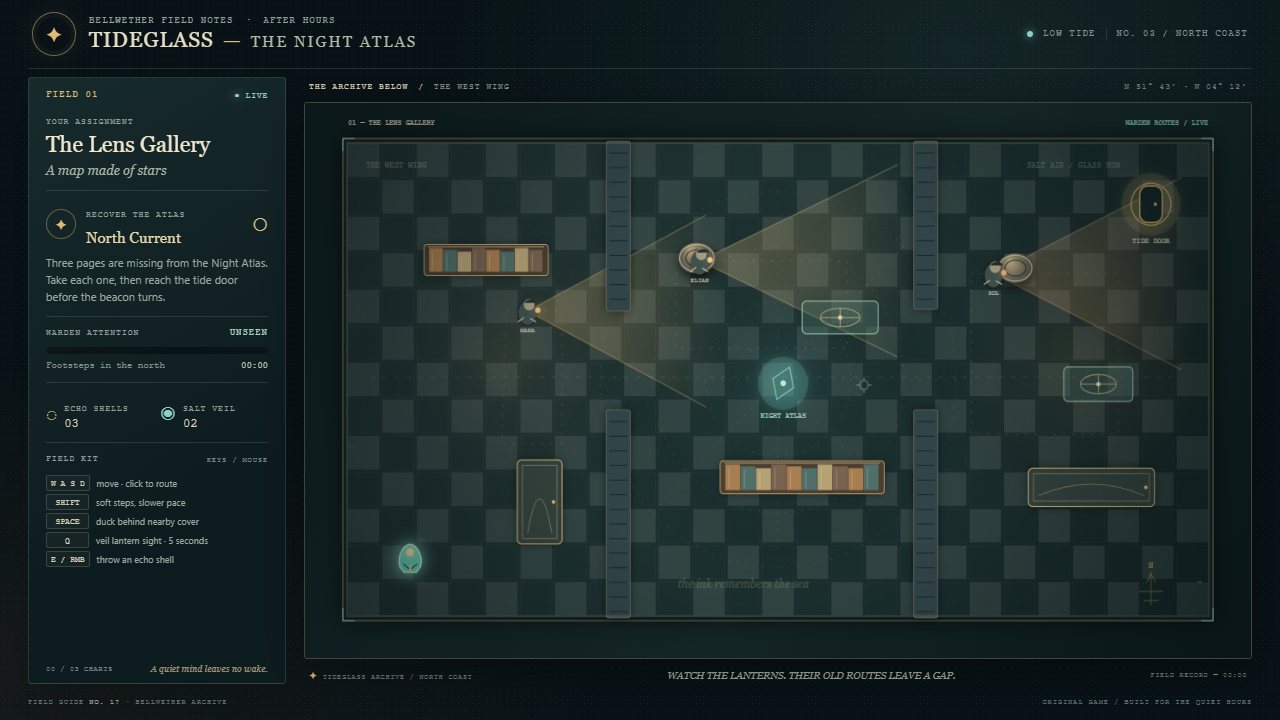 BELLWETHER FIELD NOTES · AFTER HOURS
TIDEGLASS — THE NIGHT ATLAS
LOW TIDE
NO. 03 / NORTH COAST
FIELD 01
LIVE
YOUR ASSIGNMENT
The Lens Gallery
A map made of stars
RECOVER THE ATLAS
North Current
Three pages are missing from the Night Atlas.
Take each one, then reach the tide door
before the beacon turns.
WARDEN ATTENTION
UNSEEN
Footsteps in the north
00:00
ECHO SHELLS
03
SALT VEIL
02
FIELD KIT
KEYS / MOUSE
W A S D move · click to route
SHIFT soft steps, slower pace
SPACE duck behind nearby cover
Q veil lantern sight · 5 seconds
E / RMB throw an echo shell
00 / 03 CHARTS
A quiet mind leaves no wake.
THE ARCHIVE BELOW / THE WEST WING
N 51° 43′ · W 04° 12′
01 — THE LENS GALLERY
WARDEN ROUTES / LIVE
THE WEST WING
SALT AIR / GLASS HUM
TIDE DOOR
ELIAN
SOL
MARA
NIGHT ATLAS
the ink remembers the sea
N
TIDEGLASS ARCHIVE / NORTH COAST
WATCH THE LANTERNS. THEIR OLD ROUTES LEAVE A GAP.
FIELD RECORD — 00:00
FIELD GUIDE NO. 17 · BELLWETHER ARCHIVE
ORIGINAL GAME / BUILT FOR THE QUIET HOURS